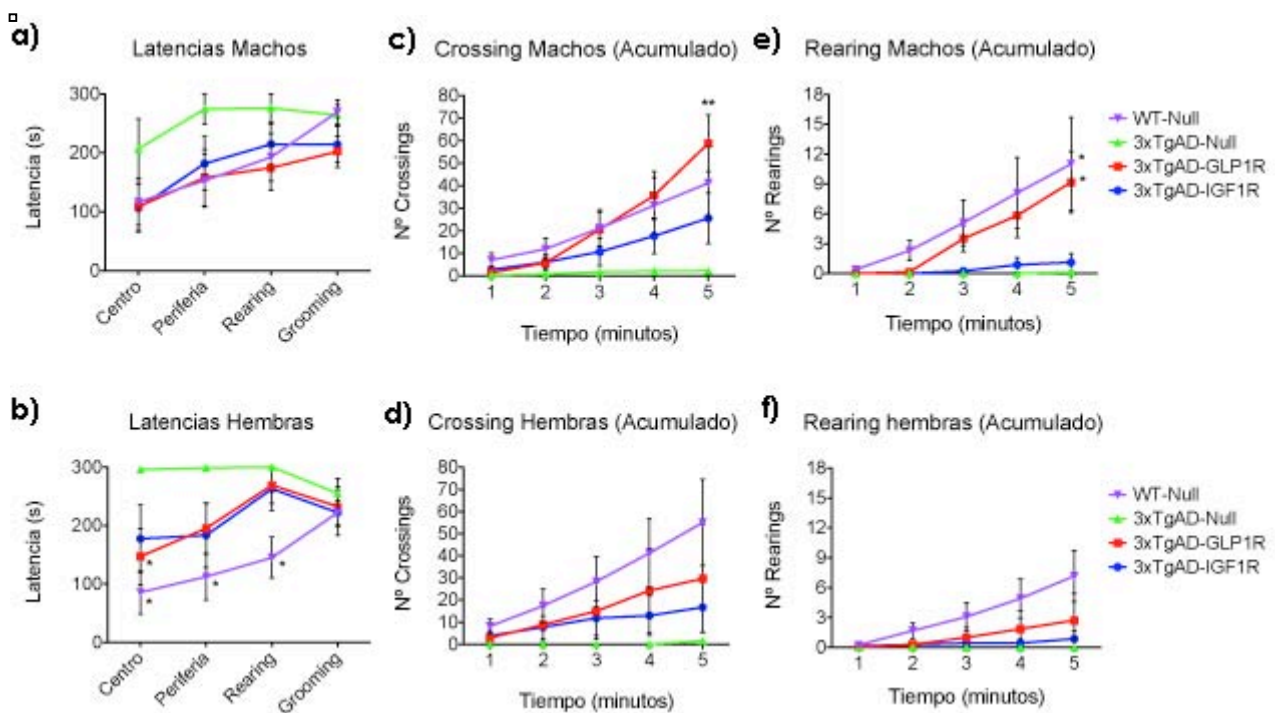 a)
Latencias Machos
Latencia (s)
300
200
100
0
Centro
Periferia
Rearing
Grooming
c)
Crossing Machos (Acumulado)
Nº Crossings
80
70
60
50
40
30
20
10
0
**
1 2 3 4 5
Tiempo (minutos)
e)
Rearing Machos (Acumulado)
Nº Rearings
18
15
12
9
6
3
0
*
*
1 2 3 4 5
Tiempo (minutos)
WT-Null
3xTgAD-Null
3xTgAD-GLP1R
3xTgAD-IGF1R
b)
Latencias Hembras
Latencia (s)
300
200
100
0
*
*
*
*
Centro
Periferia
Rearing
Grooming
d)
Crossing Hembras (Acumulado)
Nº Crossings
80
70
60
50
40
30
20
10
0
1 2 3 4 5
Tiempo (minutos)
f)
Rearing hembras (Acumulado)
Nº Rearings
18
15
12
9
6
3
0
1 2 3 4 5
Tiempo (minutos)
WT-Null
3xTgAD-Null
3xTgAD-GLP1R
3xTgAD-IGF1R